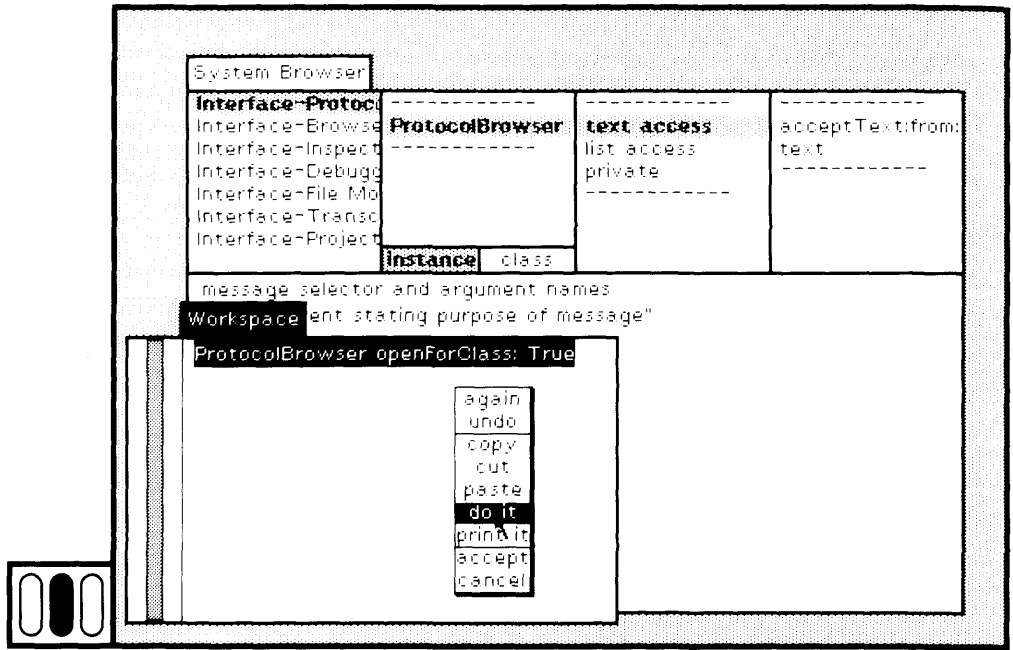 System Browser
Interface-Protoc
Interface-Browse
Interface-Inspect
Interface-Debugg
Interface-File Mo
Interface-Transc
Interface-Project
------------
ProtocolBrowser
------------
instance
class
------------
text access
list access
private
------------
------------
acceptText:from:
text
------------
message selector and argument names
ent stating purpose of message"
Workspace
ProtocolBrowser openForClass: True
again
undo
copy
cut
paste
do it
print it
accept
cancel